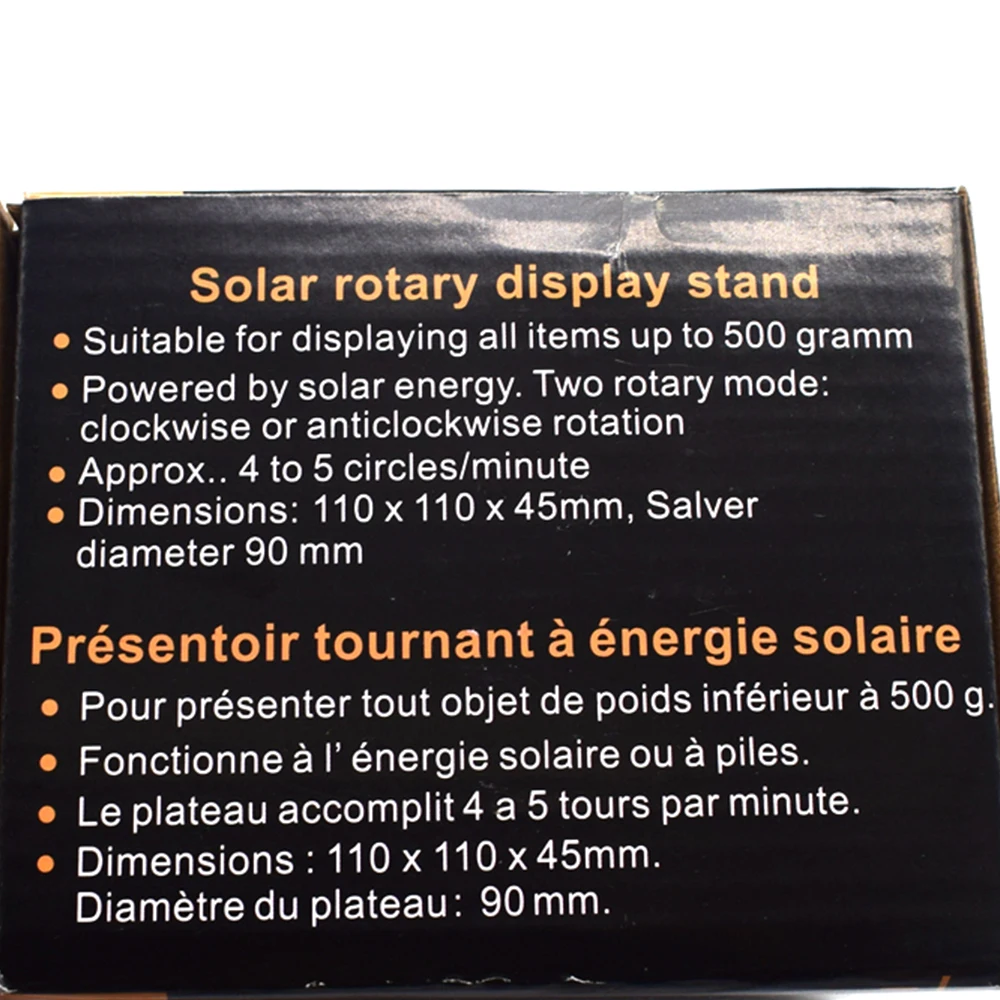 Solar rotary display stand
• Suitable for displaying all items up to 500 gramm
• Powered by solar energy. Two rotary mode:
clockwise or anticlockwise rotation
• Approx.. 4 to 5 circles/minute
• Dimensions: 110 x 110 x 45mm, Salver
diameter 90 mm
Présentoir tournant à énergie solaire
• Pour présenter tout objet de poids inférieur à 500 g.
• Fonctionne à l' énergie solaire ou à piles.
• Le plateau accomplit 4 a 5 tours par minute.
• Dimensions : 110 x 110 x 45mm.
Diamètre du plateau: 90 mm.